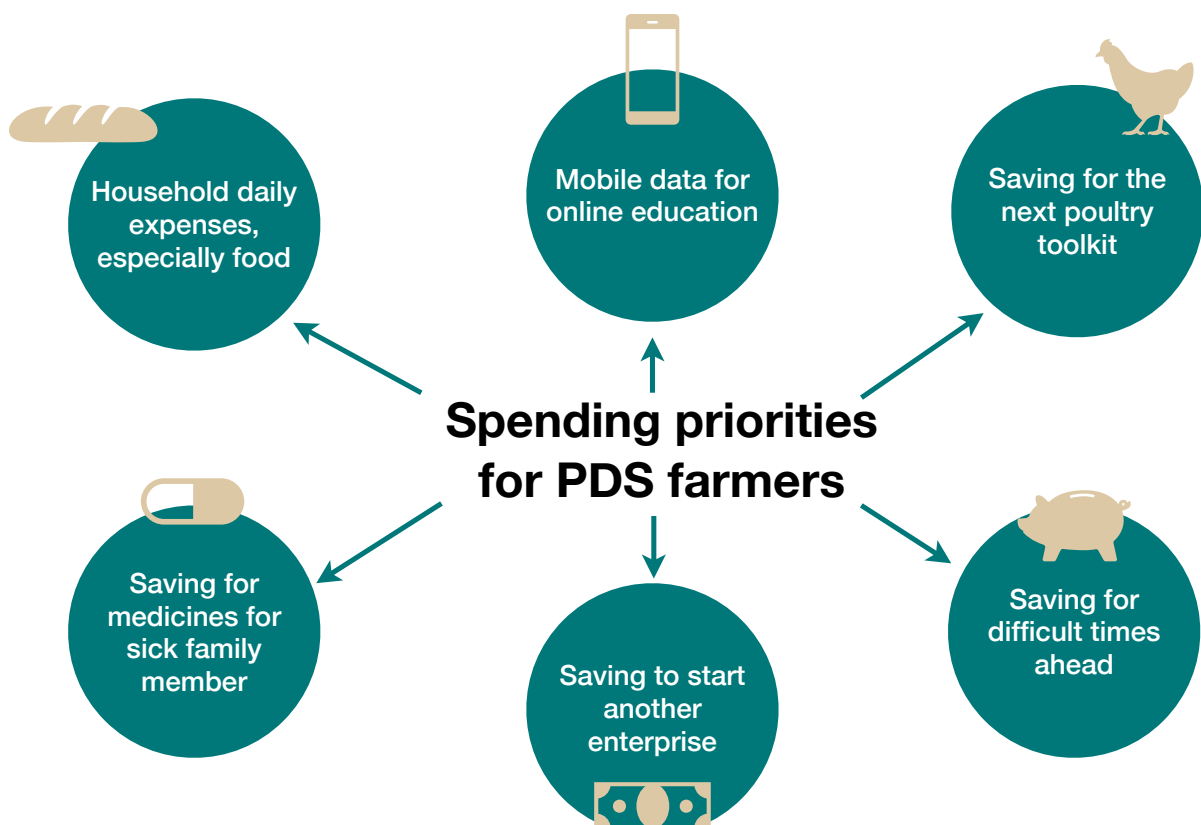 Household daily
expenses,
especially food
Mobile data for
online education
Saving for the
next poultry
toolkit
Spending priorities
for PDS farmers
Saving for
medicines for
sick family
member
Saving to start
another
enterprise
Saving for
difficult times
ahead